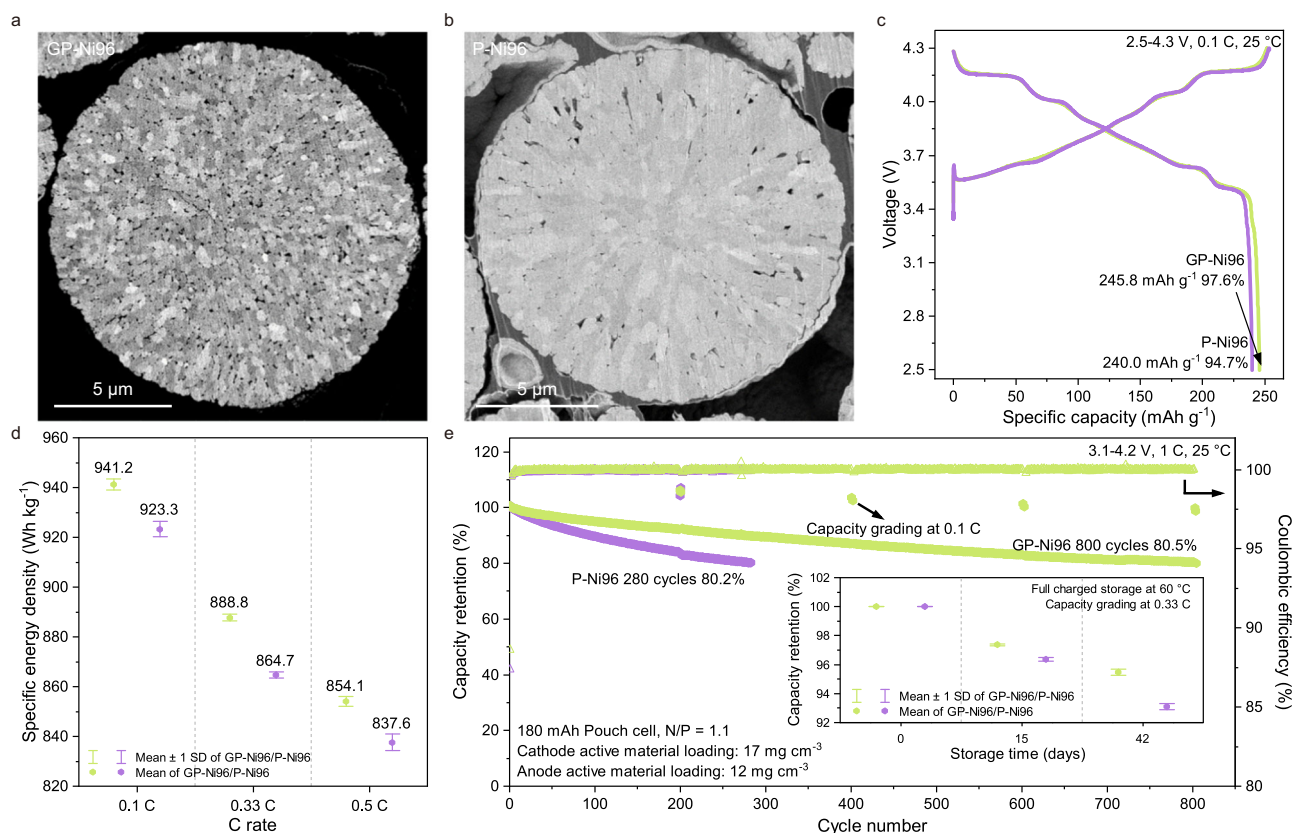 a
GP-Ni96
5 μm
b
P-Ni96
5 μm
c
2.5-4.3 V, 0.1 C, 25 °C
4.3
4.0
3.7
3.4
3.1
2.8
2.5
Voltage (V)
GP-Ni96
245.8 mAh g-1 97.6%
P-Ni96
240.0 mAh g-1 94.7%
0 50 100 150 200 250
Specific capacity (mAh g-1)
d
960
940
920
900
880
860
840
820
Specific energy density (Wh kg-1)
941.2
923.3
888.8
864.7
854.1
837.6
Mean ± 1 SD of GP-Ni96/P-Ni96
Mean of GP-Ni96/P-Ni96
0.1 C 0.33 C 0.5 C
C rate
e
120
100
80
60
40
20
0
Capacity retention (%)
3.1-4.2 V, 1 C, 25 °C
Capacity grading at 0.1 C
GP-Ni96 800 cycles 80.5%
P-Ni96 280 cycles 80.2%
180 mAh Pouch cell, N/P = 1.1
Cathode active material loading: 17 mg cm-3
Anode active material loading: 12 mg cm-3
0 100 200 300 400 500 600 700 800
Cycle number
100
95
90
85
80
Coulombic efficiency (%)
102
100
98
96
94
92
Capacity retention (%)
Full charged storage at 60 °C
Capacity grading at 0.33 C
Mean ± 1 SD of GP-Ni96/P-Ni96
Mean of GP-Ni96/P-Ni96
0 15 42
Storage time (days)